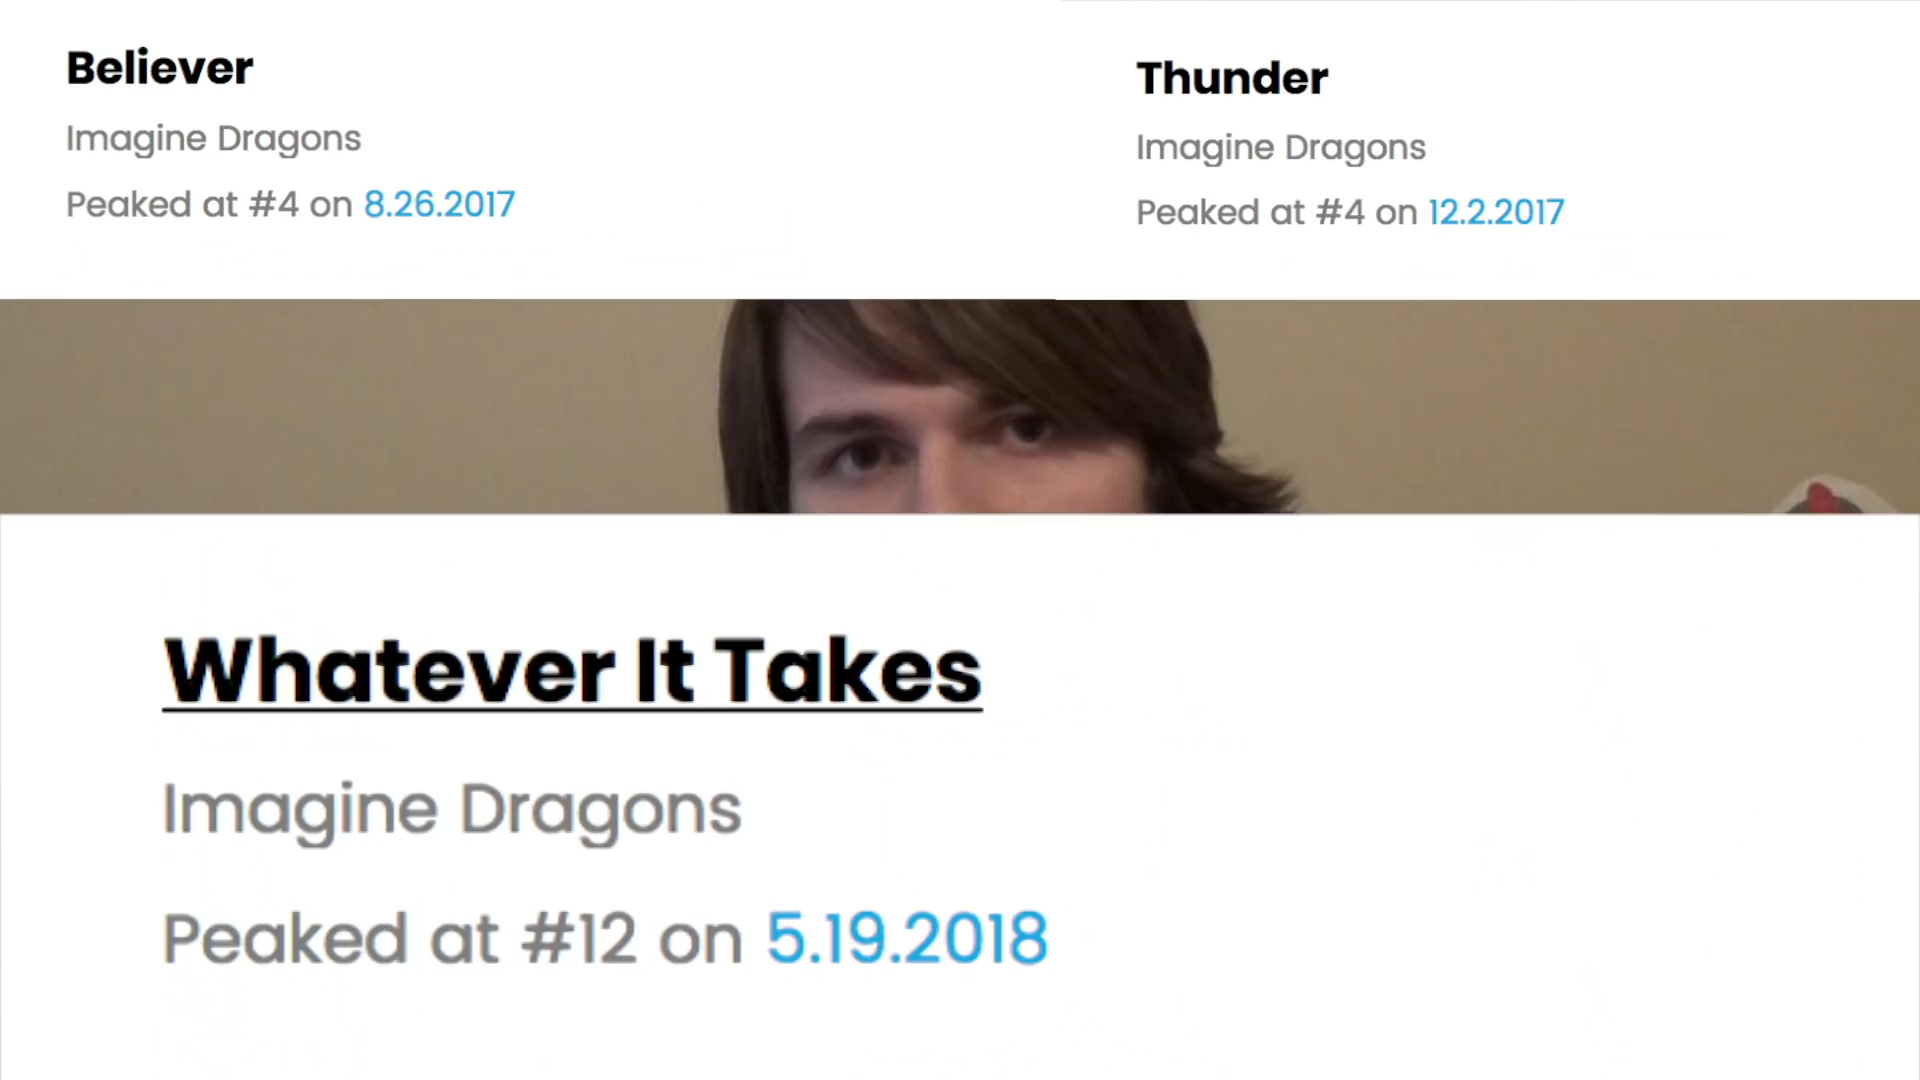 Believer
Imagine Dragons
Peaked at #4 on 8.26.2017
Thunder
Imagine Dragons
Peaked at #4 on 12.2.2017
Whatever It Takes
Imagine Dragons
Peaked at #12 on 5.19.2018